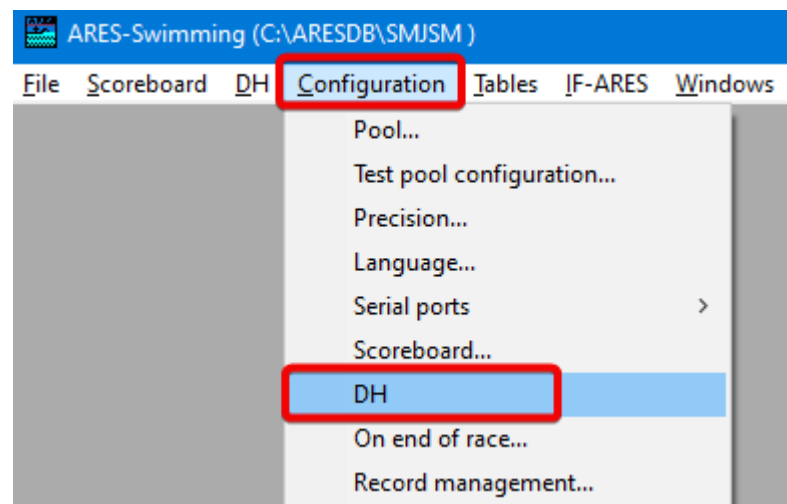 ARES-Swimming (C:\ARESDB\SMJSM )
File Scoreboard DH Configuration Tables IF-ARES Windows
Pool...
Test pool configuration...
Precision...
Language...
Serial ports >
Scoreboard...
DH
On end of race...
Record management...